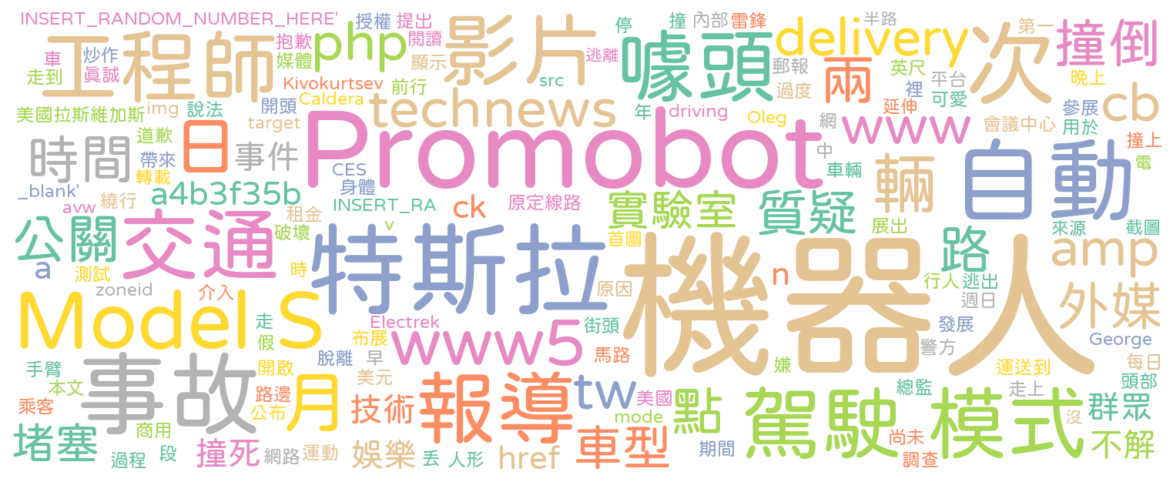 INSERT_RANDOM_NUMBER_HERE'
授權
提出
停
撞
內部
雷鋒
半路
第一
工程師
抱歉
php
閱讀
影片
逃離
噱頭
delivery
次
撞倒
車
炒作
媒體
顯示
郵報
兩
英尺
平台
晚上
走到
真誠
Kivokurtsev
前行
src
過度
裡
可愛
cb
美國拉斯維加斯
img
說法
開頭
Caldera
technews
年
driving
Oleg
網
延伸
參展
時間
道歉
target
Promobot
www
會議中心
用於
撞上
日
事件
中
帶來
CES
車輛
輛
自動
電
轉載
身體
_blank'
avw
繞行
a4b3f35b
INSERT_RA
ck
原定線路
實驗室
質疑
展出
來源
截圖
公關
交通
租金
破壞
v
特斯拉
首圖
機器人
路
amp
a
測試
時
原因
n
行人
逃出
zoneid
介入
週日
外媒
Model S
走
Electrek
街頭
發展
假
布展
www5
George
手臂
事故
脫離
早
馬路
嫌
警方
每日
本文
開啟
月
美元
報導
tw
美國
運送到
頭部
乘客
路邊
公布
技術
mode
點
駕駛
總監
走上
模式
沒
群眾
堵塞
商用
撞死
娛樂
車型
尚未
不解
過程
段
網路
運動
丟
人形
href
期間
調查